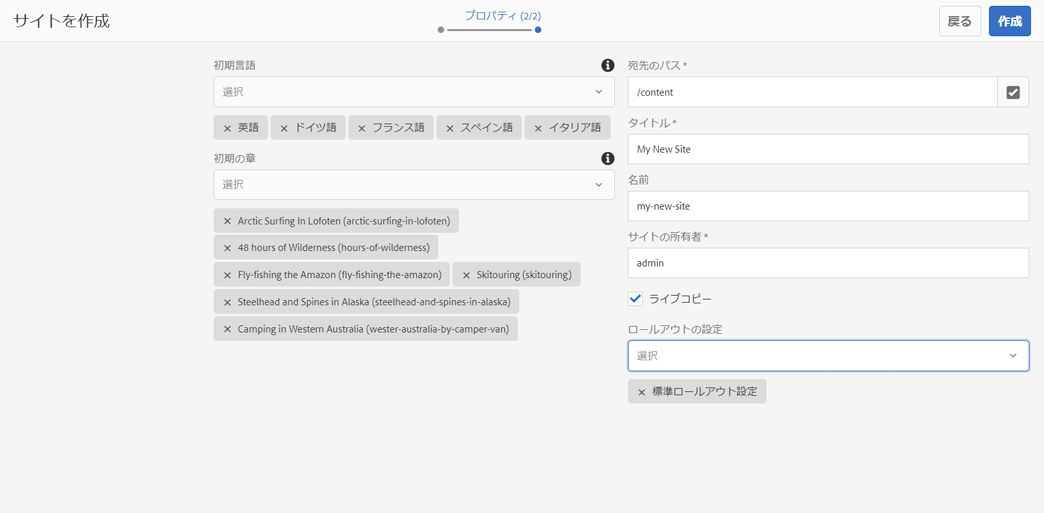 サイトを作成
プロパティ (2/2)
戻る
作成
初期言語
選択
英語 ドイツ語 フランス語 スペイン語 イタリア語
初期の章
選択
Arctic Surfing In Lofoten (arctic-surfing-in-lofoten)
48 hours of Wilderness (hours-of-wilderness)
Fly-fishing the Amazon (fly-fishing-the-amazon) Skitouring (skitouring)
Steelhead and Spines in Alaska (steelhead-and-spines-in-alaska)
Camping in Western Australia (wester-australia-by-camper-van)
宛先のパス *
/content
タイトル *
My New Site
名前
my-new-site
サイトの所有者 *
admin
ライブコピー
ロールアウトの設定
選択
標準ロールアウト設定